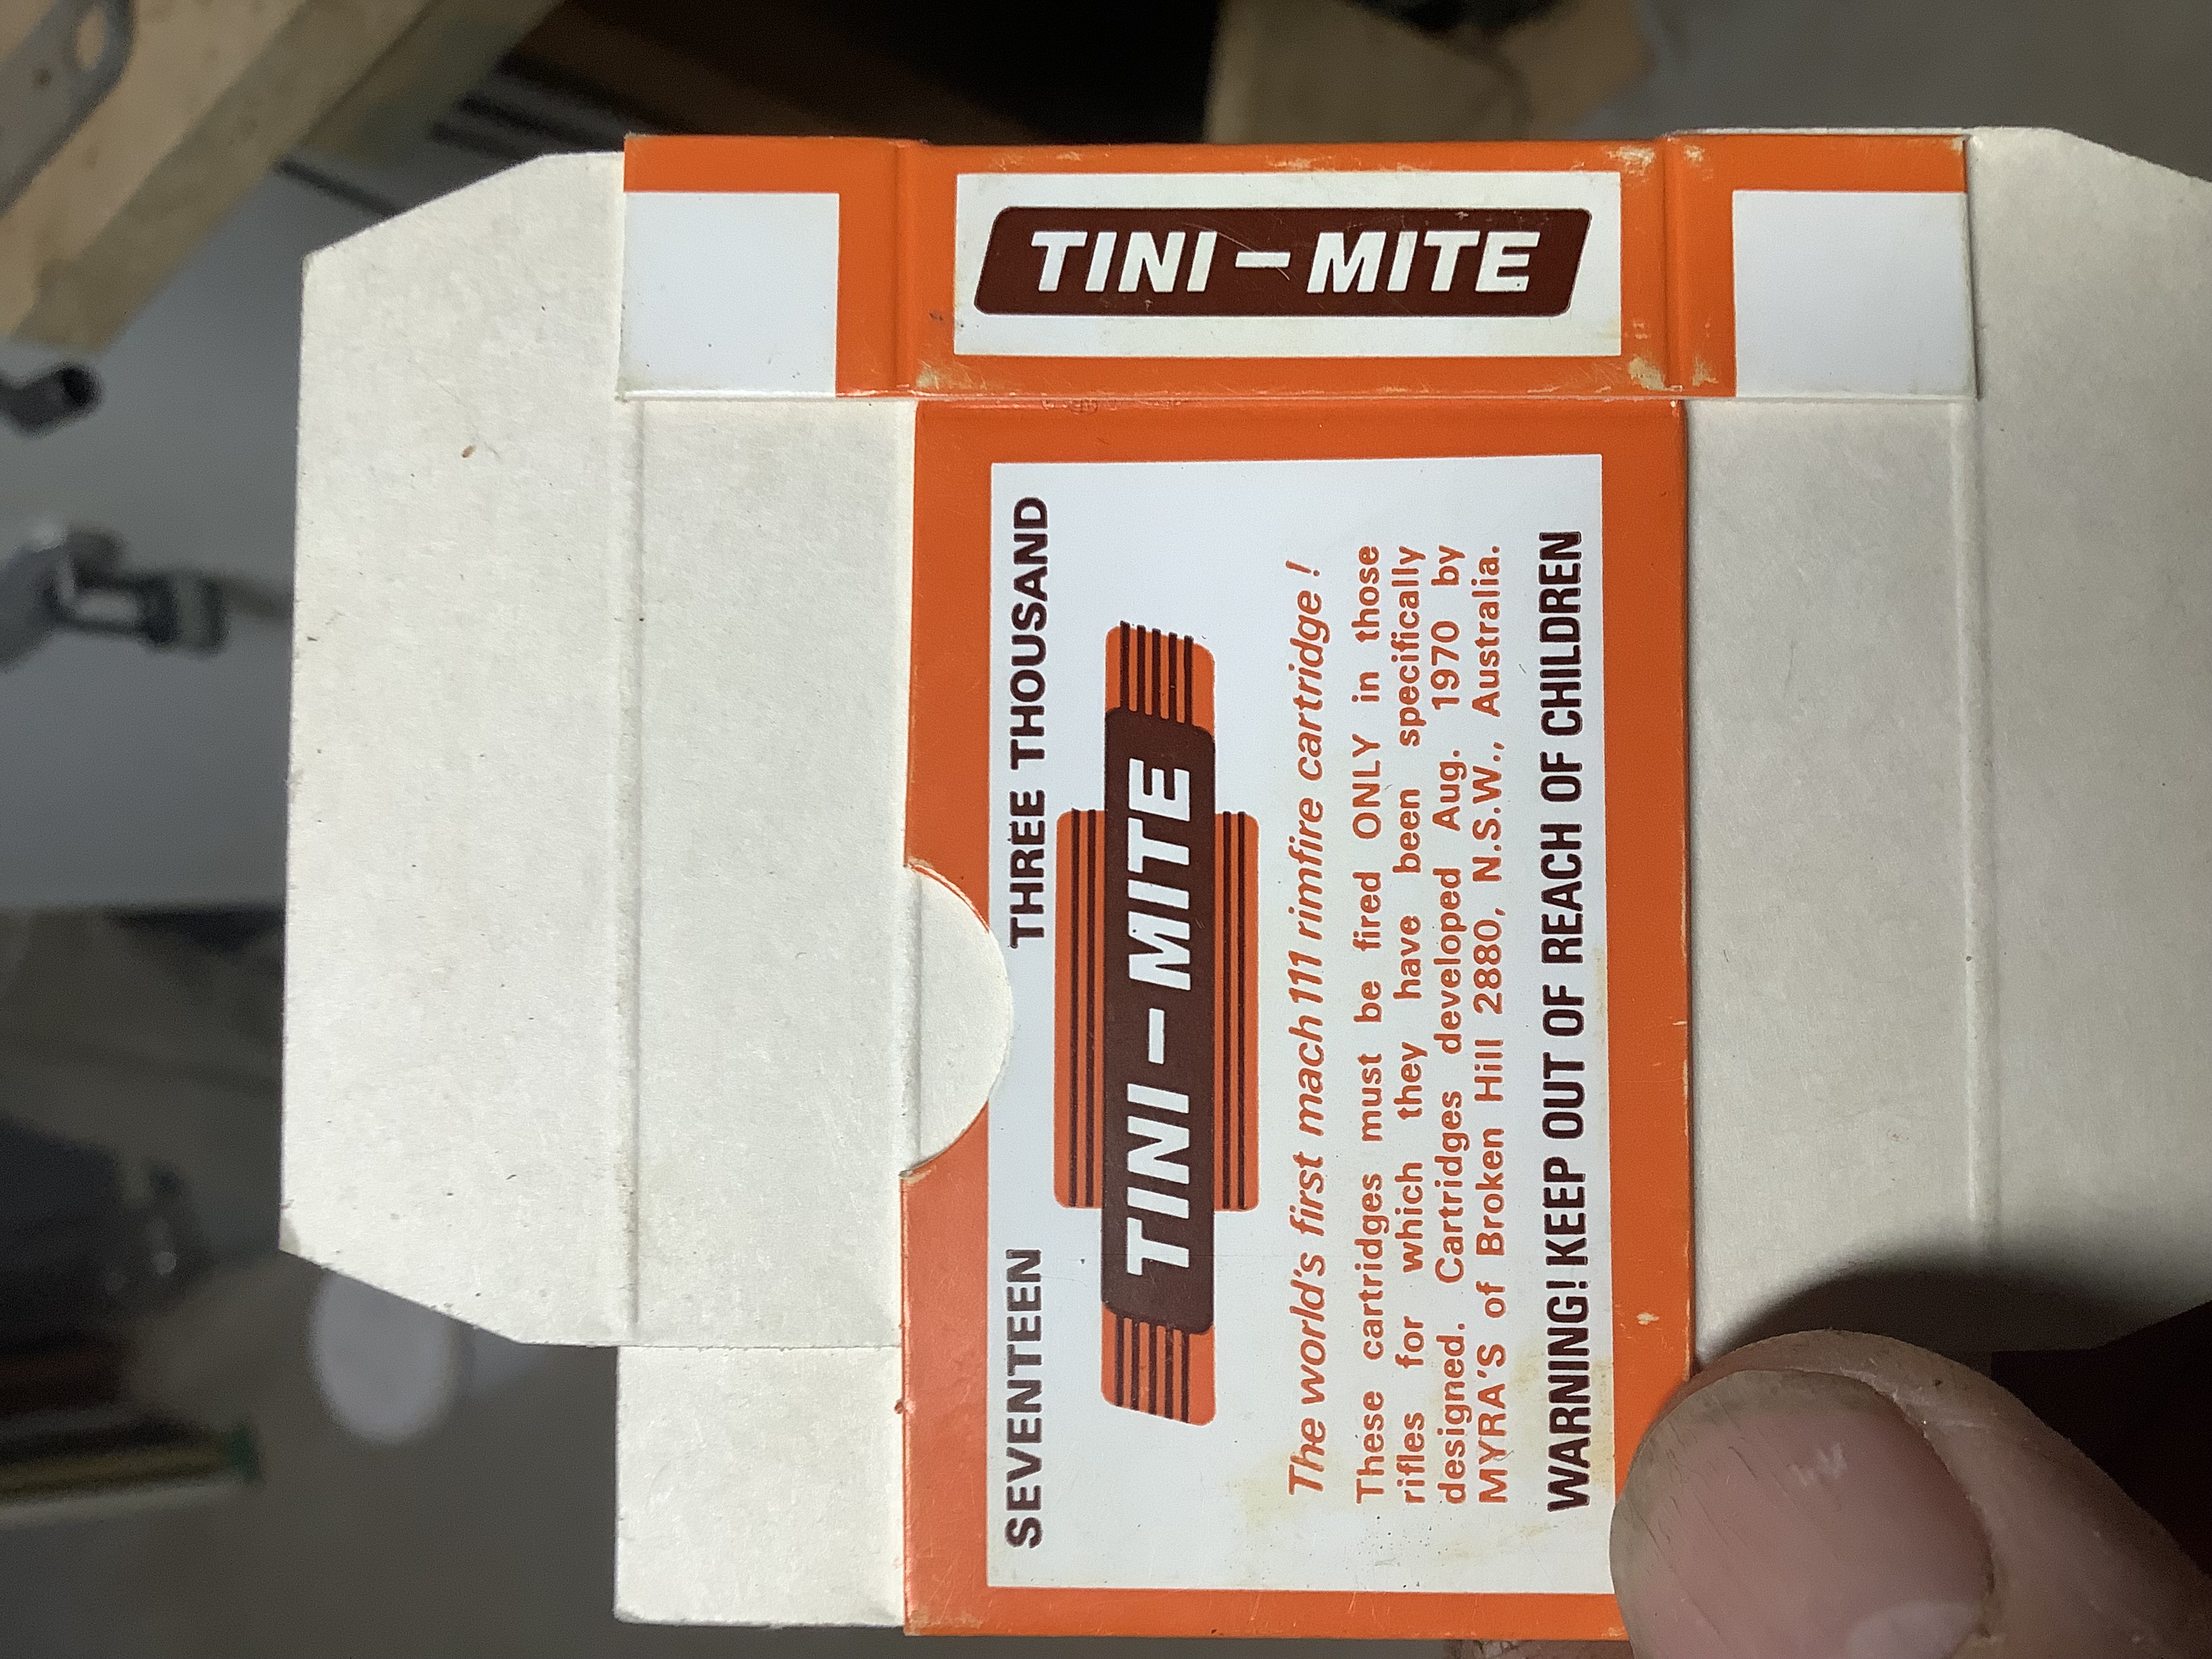 TINI-MITE
SEVENTEEN THREE THOUSAND
TINI-MITE
The world's first mach 111 rimfire cartridge!
These cartridges must be fired ONLY in those
rifles for which they have been specifically
designed. Cartridges developed Aug. 1970 by
MYRA'S of Broken Hill 2880, N.S.W., Australia.
WARNING! KEEP OUT OF REACH OF CHILDREN